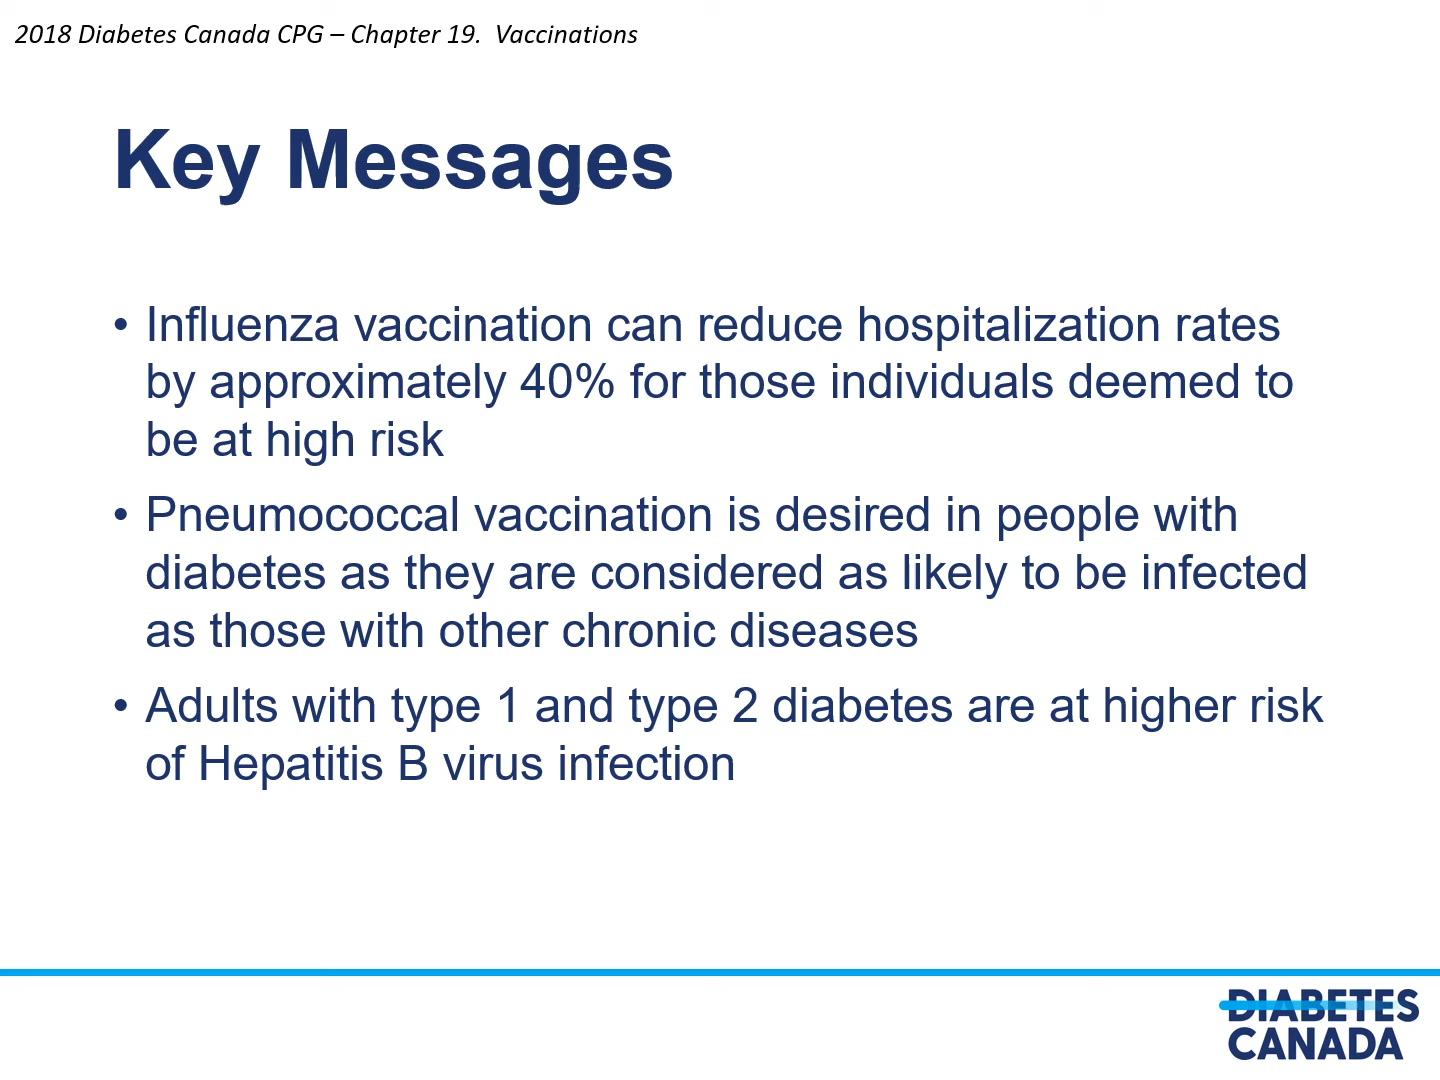 2018 Diabetes Canada CPG – Chapter 19.  Vaccinations
Key Messages
• Influenza vaccination can reduce hospitalization rates
by approximately 40% for those individuals deemed to
be at high risk
• Pneumococcal vaccination is desired in people with
diabetes as they are considered as likely to be infected
as those with other chronic diseases
• Adults with type 1 and type 2 diabetes are at higher risk
of Hepatitis B virus infection
DIABETES
CANADA